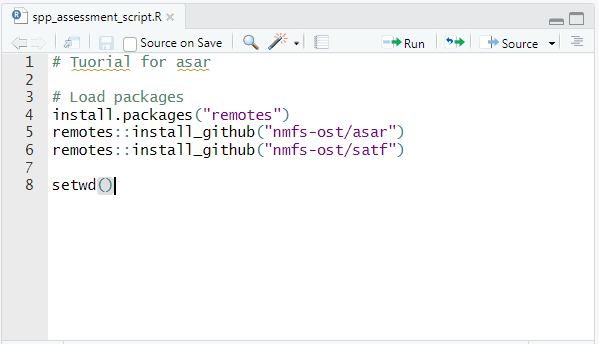 spp_assessment_script.R
Source on Save
Run
Source
1 # Tuorial for asar
2
3 # Load packages
4 install.packages("remotes")
5 remotes::install_github("nmfs-ost/asar")
6 remotes::install_github("nmfs-ost/satf")
7
8 setwd()